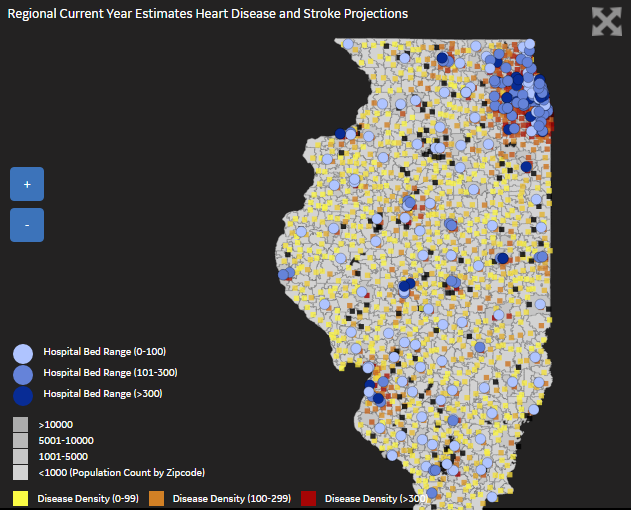 Regional Current Year Estimates Heart Disease and Stroke Projections
+
-
Hospital Bed Range (0-100)
Hospital Bed Range (101-300)
Hospital Bed Range (>300)
>10000
5001-10000
1001-5000
<1000 (Population Count by Zipcode)
Disease Density (0-99) Disease Density (100-299) Disease Density (>300)